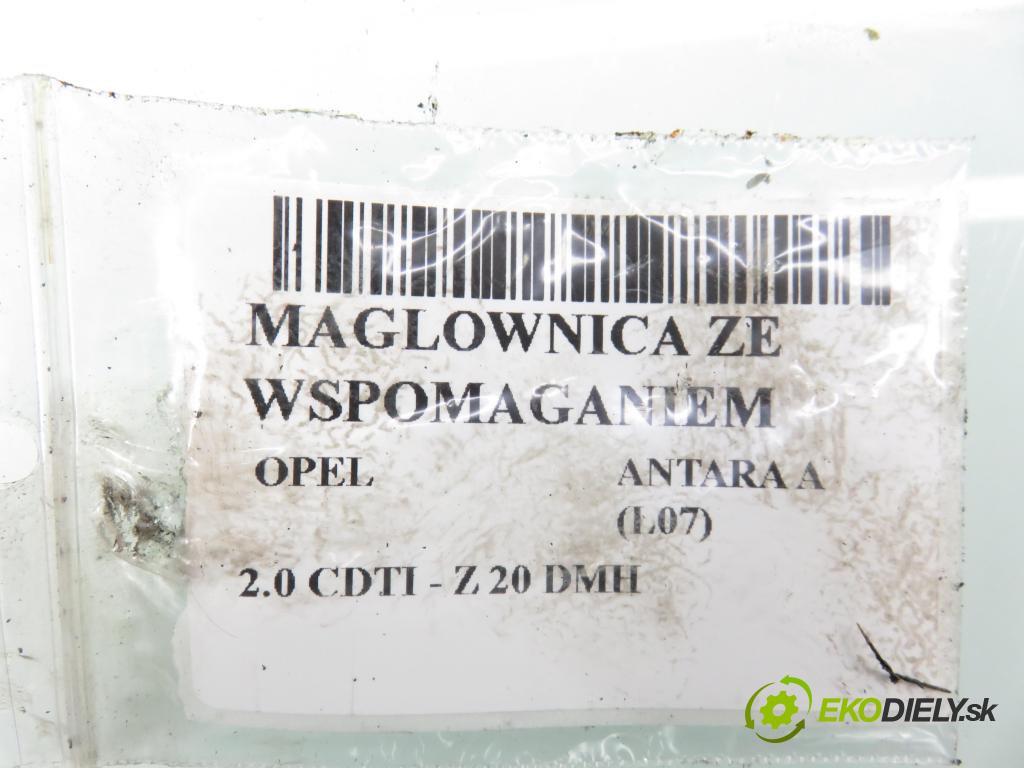 MAGLOWNICA ZE
WSPOMAGANIEM
OPEL ANTARA A
(L07)
2.0 CDTI - Z 20 DMH
EKODIELY.sk